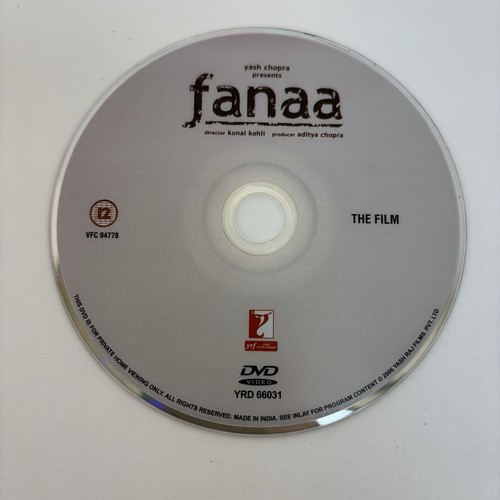 yash chopra
presents
fanaa
director kunal kohli producer aditya chopra
12
VFC 94778
THE FILM
yrf
DVD
VIDEO
YRD 66031
THIS DVD IS FOR PRIVATE HOME VIEWING ONLY. ALL RIGHTS RESERVED. MADE IN INDIA. SEE INLAY FOR PROGRAM CONTENT © 2006 YASH RAJ FILMS. PVT. LTD